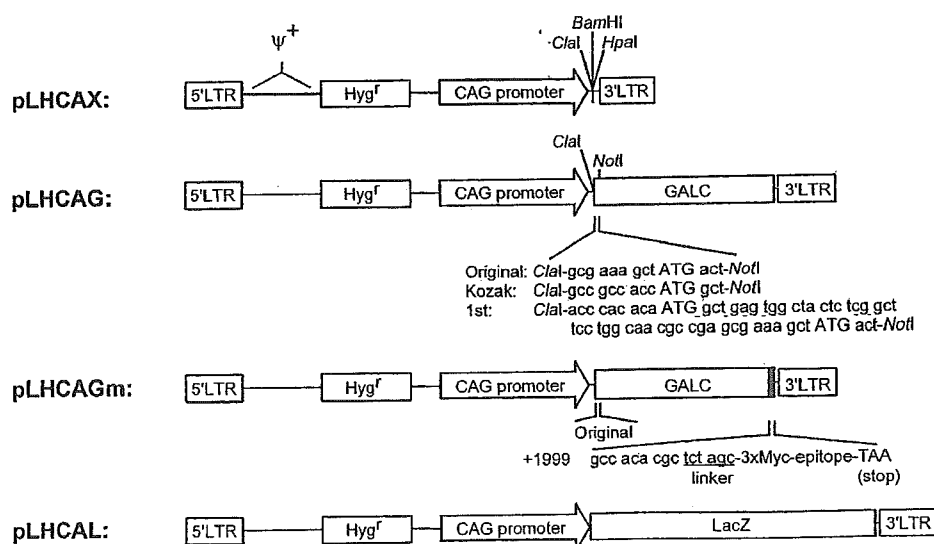 ψ+
ClaI
BamHI
HpaI
pLHCAX:
5'LTR
Hygr
CAG promoter
3'LTR
ClaI
NotI
pLHCAG:
5'LTR
Hygr
CAG promoter
GALC
3'LTR
Original: ClaI-gcg aaa gct ATG act-NotI
Kozak: ClaI-gcc gcc acc ATG gct-NotI
1st: ClaI-acc cac aca ATG gct gag tgg cta ctc tcg gct
tcc tgg caa cgc cga gcg aaa gct ATG act-NotI
pLHCAGm:
5'LTR
Hygr
CAG promoter
GALC
3'LTR
Original
+1999 gcc aca cgc tct agc-3xMyc-epitope-TAA
linker
(stop)
pLHCAL:
5'LTR
Hygr
CAG promoter
LacZ
3'LTR